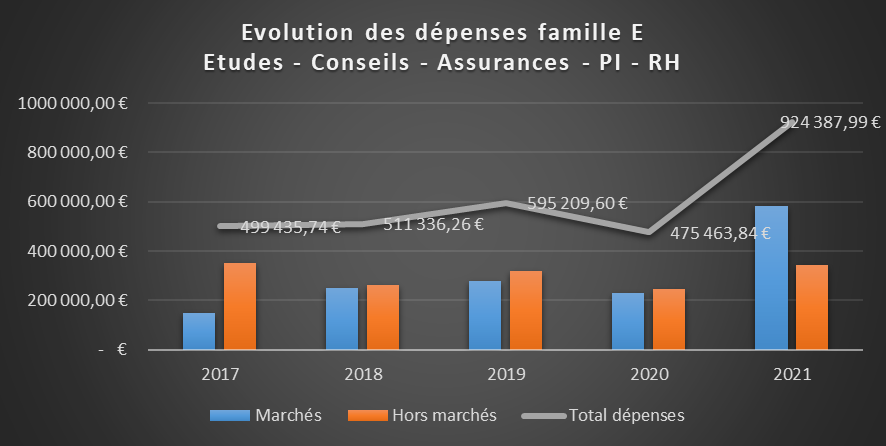 Evolution des dépenses famille E
Etudes - Conseils - Assurances - PI - RH
1000 000,00 €
800 000,00 €
600 000,00 €
400 000,00 €
200 000,00 €
- €
924 387,99 €
595 209,60 €
499 435,74 €
511 336,26 €
475 463,84 €
2017
2018
2019
2020
2021
Marchés
Hors marchés
Total dépenses